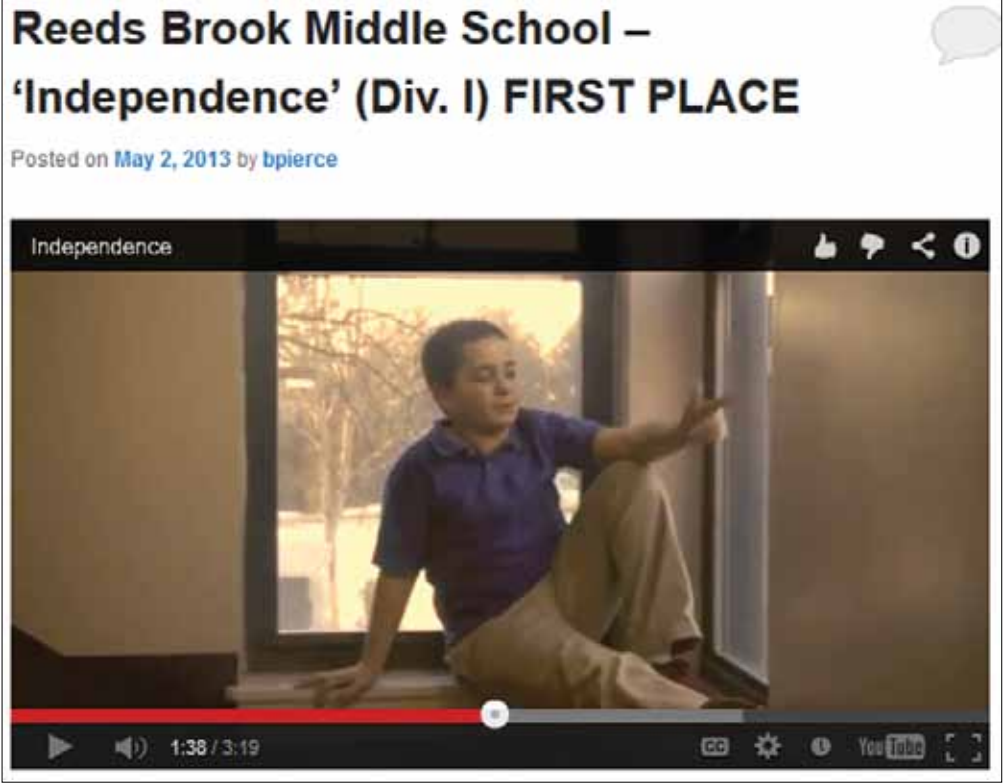 Reeds Brook Middle School –
‘Independence’ (Div. I) FIRST PLACE
Posted on May 2, 2013 by bpierce
Independence
1:38 / 3:19
CC
YouTube